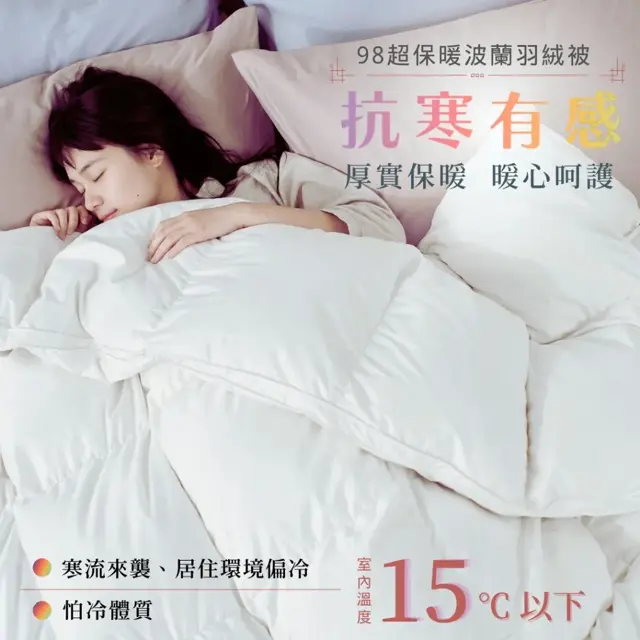 98超保暖波蘭羽絨被
抗寒有感
厚實保暖 暖心呵護
寒流來襲、居住環境偏冷
怕冷體質
室內溫度
15℃以下